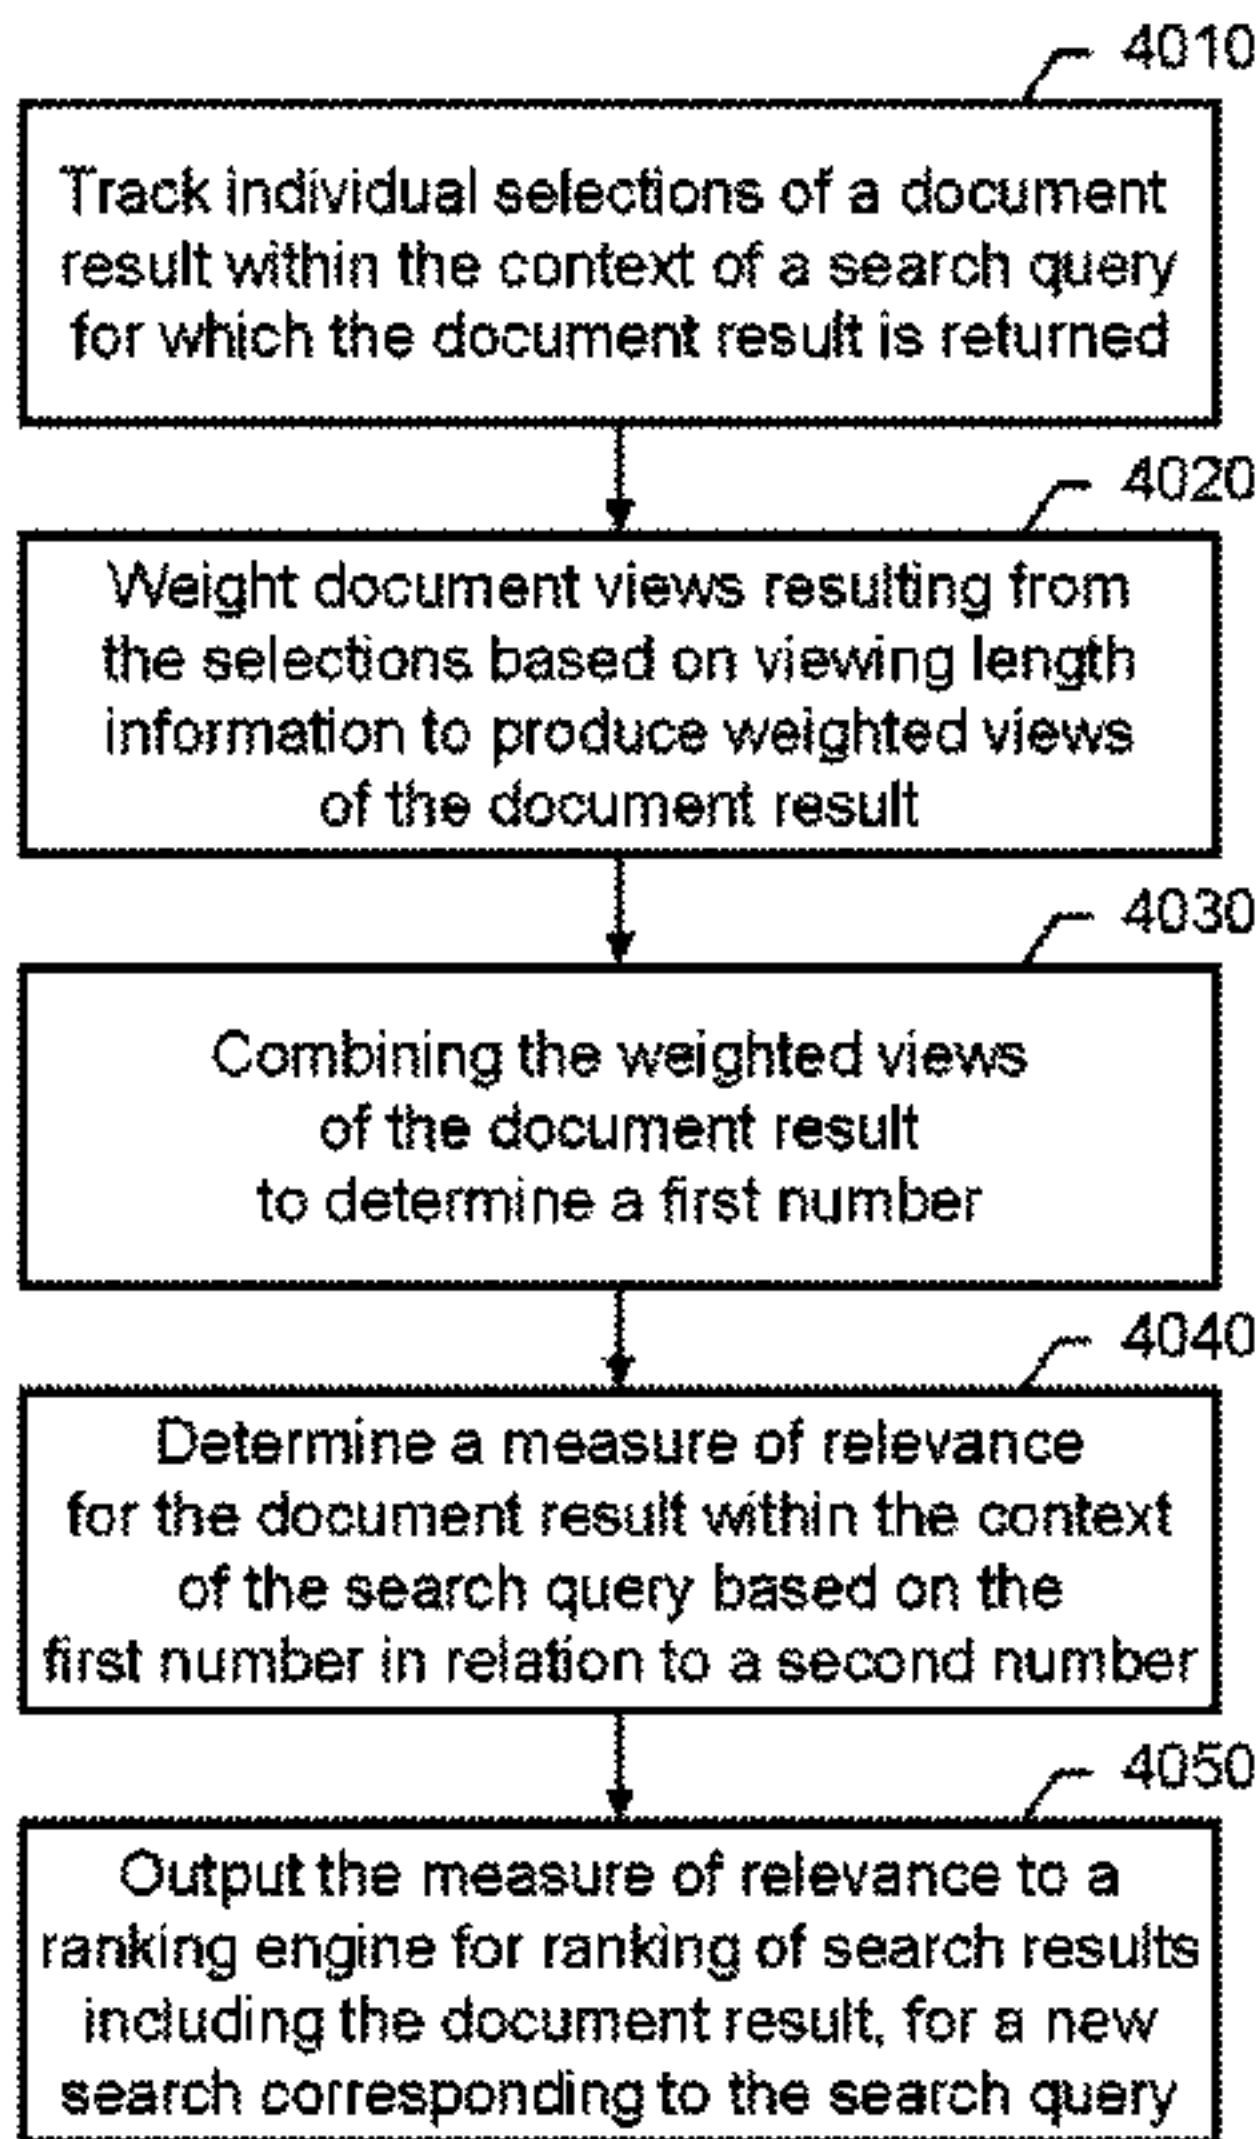 4010
Track individual selections of a document
result within the context of a search query
for which the document result is returned
4020
Weight document views resulting from
the selections based on viewing length
information to produce weighted views
of the document result
4030
Combining the weighted views
of the document result
to determine a first number
4040
Determine a measure of relevance
for the document result within the context
of the search query based on the
first number in relation to a second number
4050
Output the measure of relevance to a
ranking engine for ranking of search results
including the document result, for a new
search corresponding to the search query